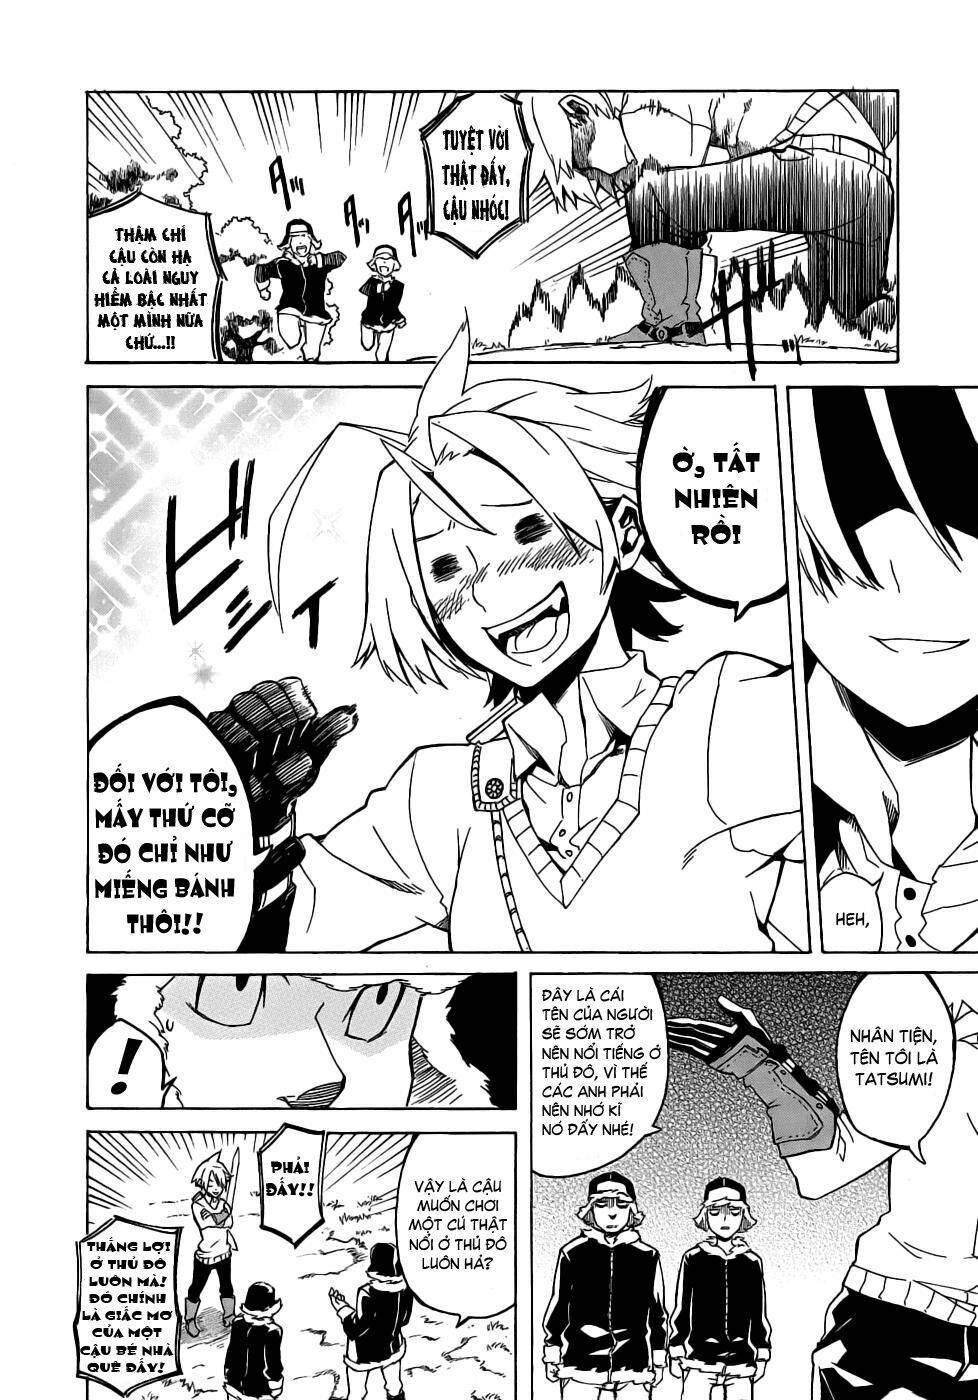 TUYỆT VỜI
THẬT ĐẤY,
CẬU NHÓC!
THẬM CHÍ
CẬU CÒN HẠ
CẢ LOÀI NGUY
HIỂM BẬC NHẤT
MỘT MÌNH NỮA
CHỨ...!!
HEH,
Ờ, TẤT
NHIÊN
RỒI
ĐỐI VỚI TÔI,
MẤY THỨ CỠ
ĐÓ CHỈ NHƯ
MIẾNG BÁNH
THÔI!!
NHÂN TIỆN,
TÊN TÔI LÀ
TATSUMI!
ĐÂY LÀ CÁI
TÊN CỦA NGƯỜI
SẼ SỚM TRỞ
NÊN NỔI TIẾNG Ở
THỦ ĐÔ, VÌ THẾ
CÁC ANH PHẢI
NÊN NHỚ KĨ
NÓ ĐẤY NHÉ!
!
VẬY LÀ CẬU
MUỐN CHƠI
MỘT CÚ THẬT
NỔI Ở THỦ ĐÔ
LUÔN HẢ?
PHẢI
ĐẤY!!
THẮNG LỢI
Ở THỦ ĐÔ
LUÔN MÀ!
ĐÓ CHÍNH
LÀ GIẤC MƠ
CỦA MỘT
CẬU BÉ NHÀ
QUÊ ĐẤY!